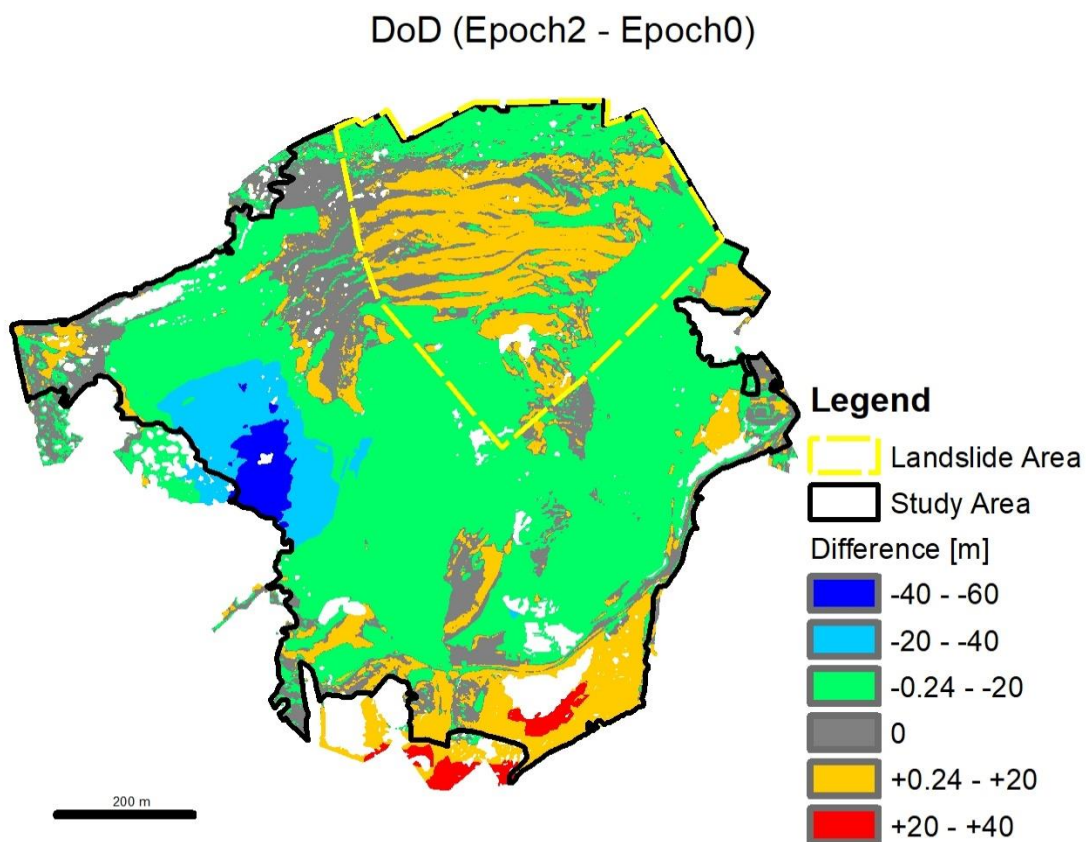 DoD (Epoch2 - Epoch0)
Legend
Landslide Area
Study Area
Difference [m]
-40 - -60
-20 - -40
-0.24 - -20
0
+0.24 - +20
+20 - +40
200 m